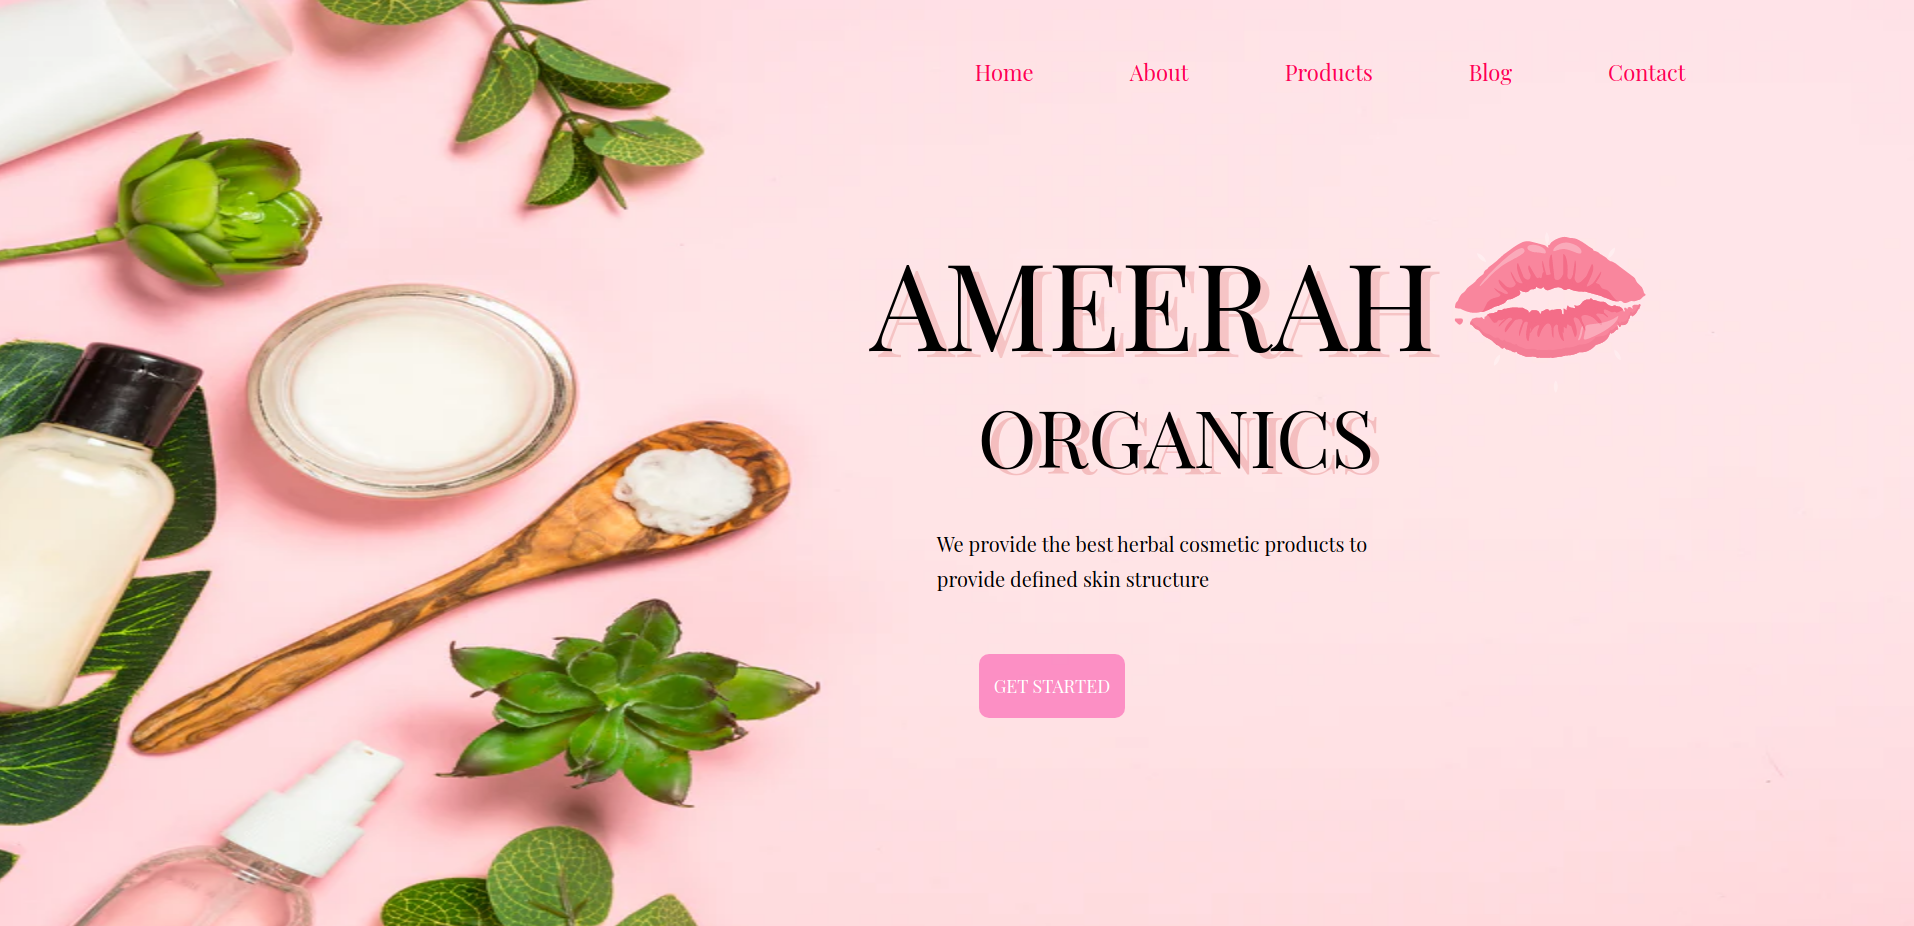 Home About Products Blog Contact
AMEERAH
ORGANICS
We provide the best herbal cosmetic products to
provide defined skin structure
GET STARTED